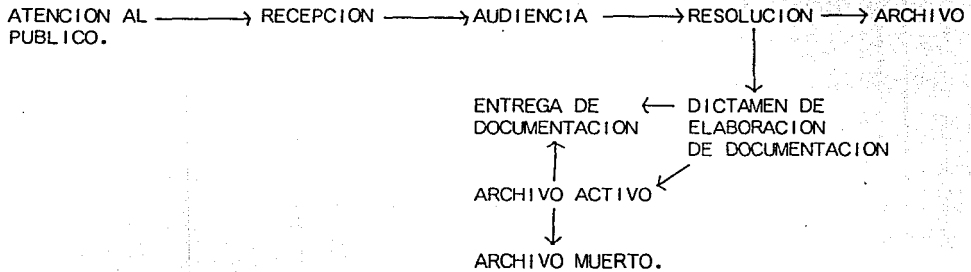 ATENCION AL PUBLICO. → RECEPCION → AUDIENCIA → RESOLUCION → ARCHIVO
ENTREGA DE DOCUMENTACION ← DICTAMEN DE ELABORACION DE DOCUMENTACION
ARCHIVO ACTIVO
ARCHIVO MUERTO.